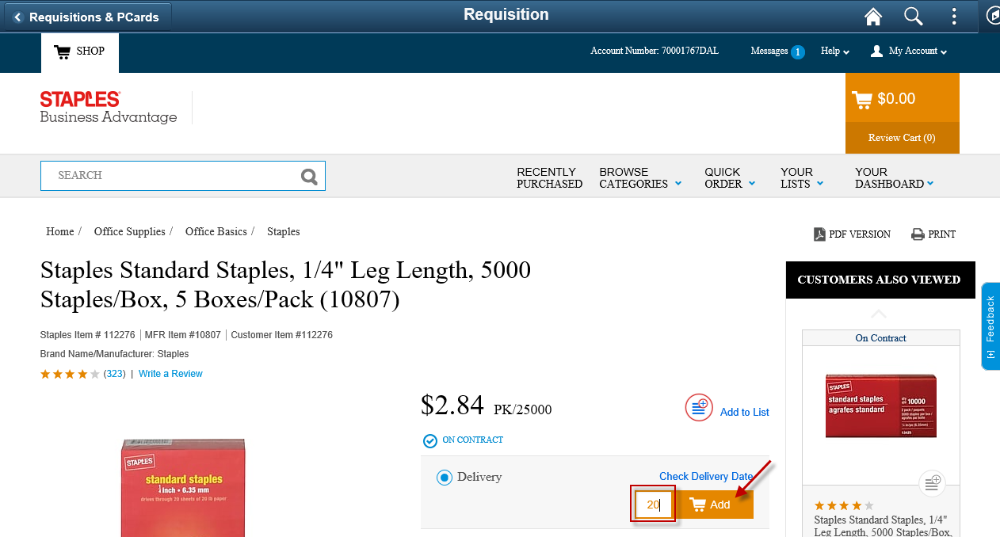 Requisitions & PCards
Requisition
SHOP
Account Number: 70001767DAL
Messages 1
Help
My Account
STAPLES
Business Advantage
$0.00
Review Cart (0)
SEARCH
RECENTLY
PURCHASED
BROWSE
CATEGORIES
QUICK
ORDER
YOUR
LISTS
YOUR
DASHBOARD
Home / Office Supplies / Office Basics / Staples
PDF VERSION
PRINT
Staples Standard Staples, 1/4" Leg Length, 5000
Staples/Box, 5 Boxes/Pack (10807)
Staples Item # 112276 | MFR Item #10807 | Customer Item #112276
Brand Name/Manufacturer: Staples
(323) | Write a Review
$2.84 PK/25000
Add to List
ON CONTRACT
Delivery
Check Delivery Date
20
Add
STAPLES
standard staples
1/4 inch • 6.35 mm
drives through 20 sheets of 20 lb paper
CUSTOMERS ALSO VIEWED
On Contract
STAPLES
standard staples
agrafes standard
10000
Staples Standard Staples, 1/4"
Leg Length, 5000 Staples/Box,
Feedback
[+]